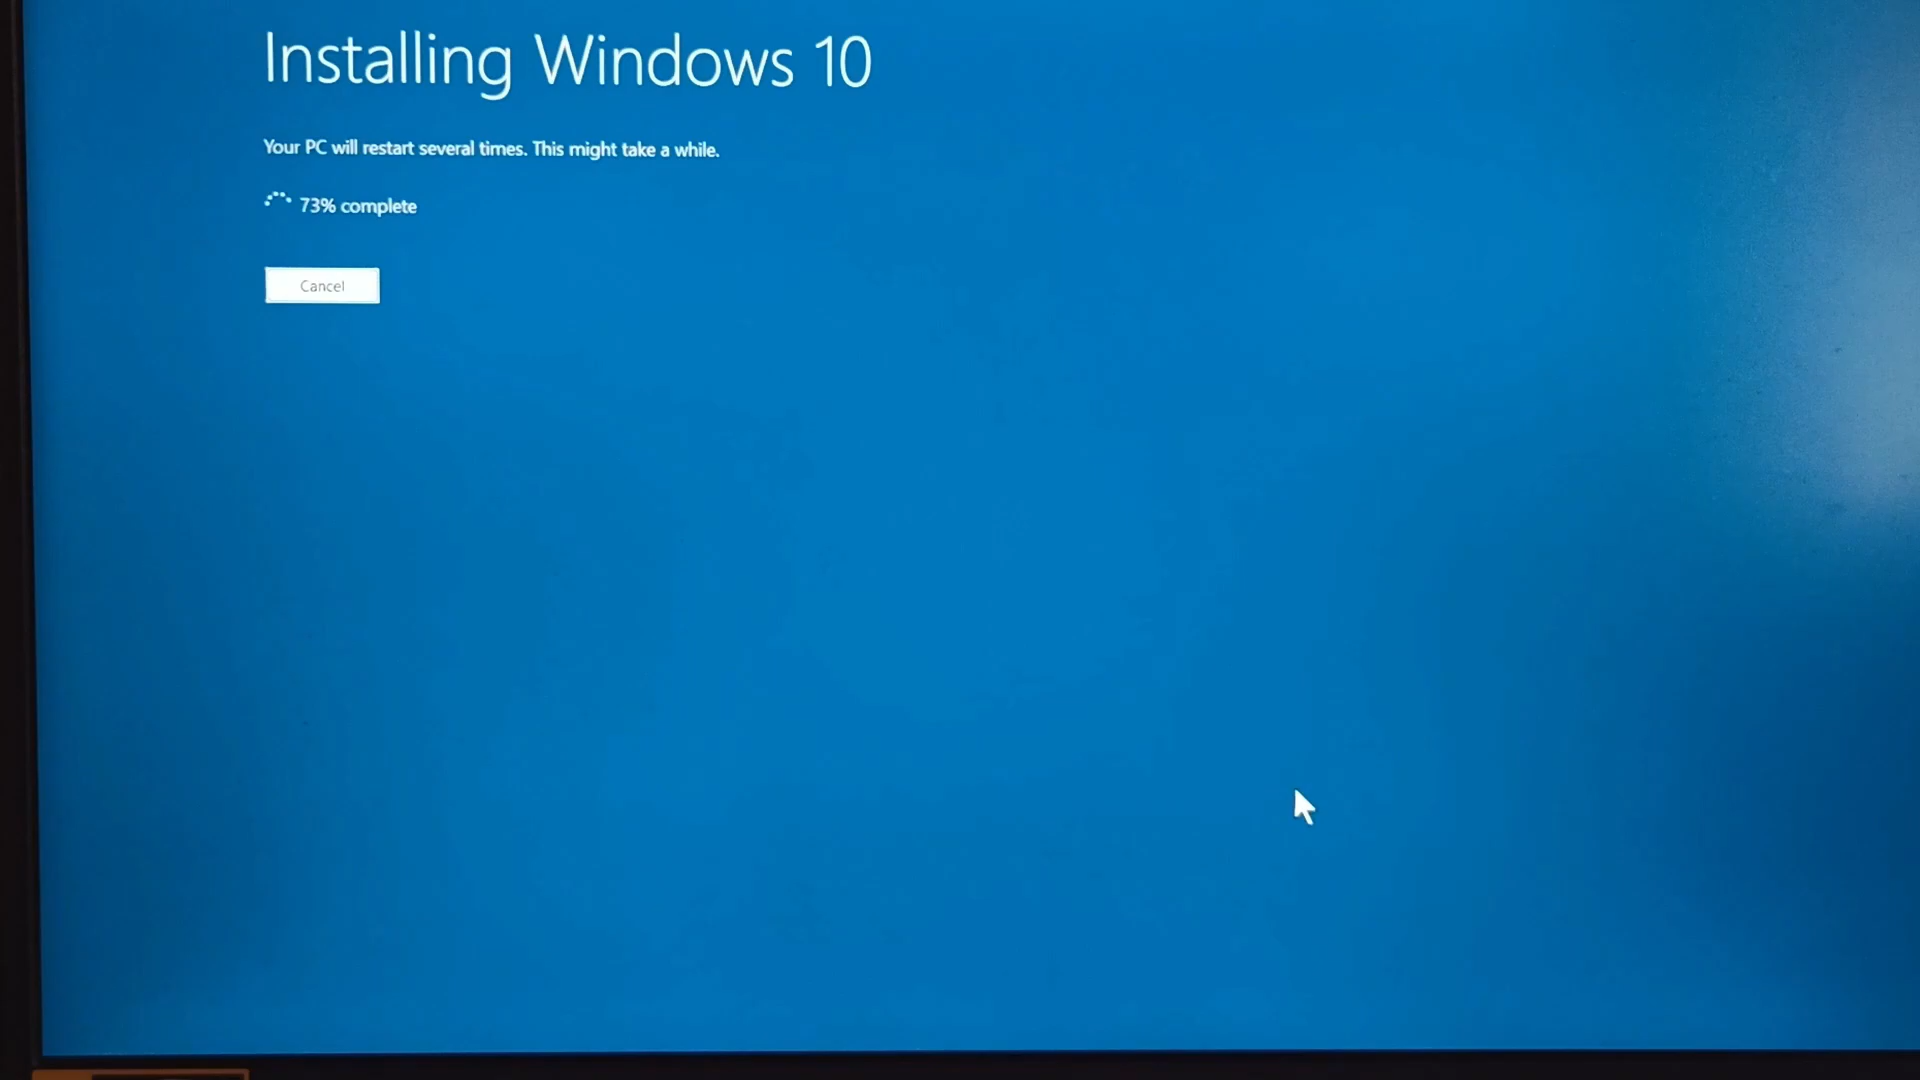 Installing Windows 10
Your PC will restart several times. This might take a while.
73% complete
Cancel